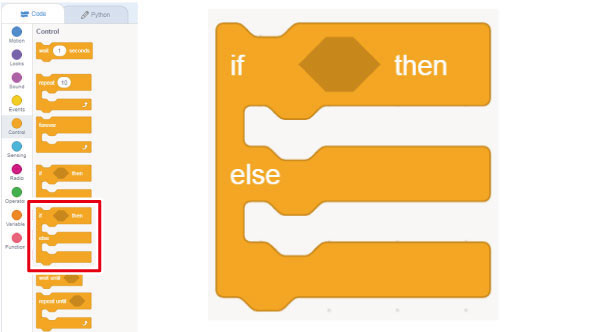 Code
Python
Control
Motion
Looks
Sound
Events
Control
Sensing
Radio
Operator
Variable
Function
wait 1 seconds
repeat 10
forever
if then
if then
else
wait until
repeat until
if then
else